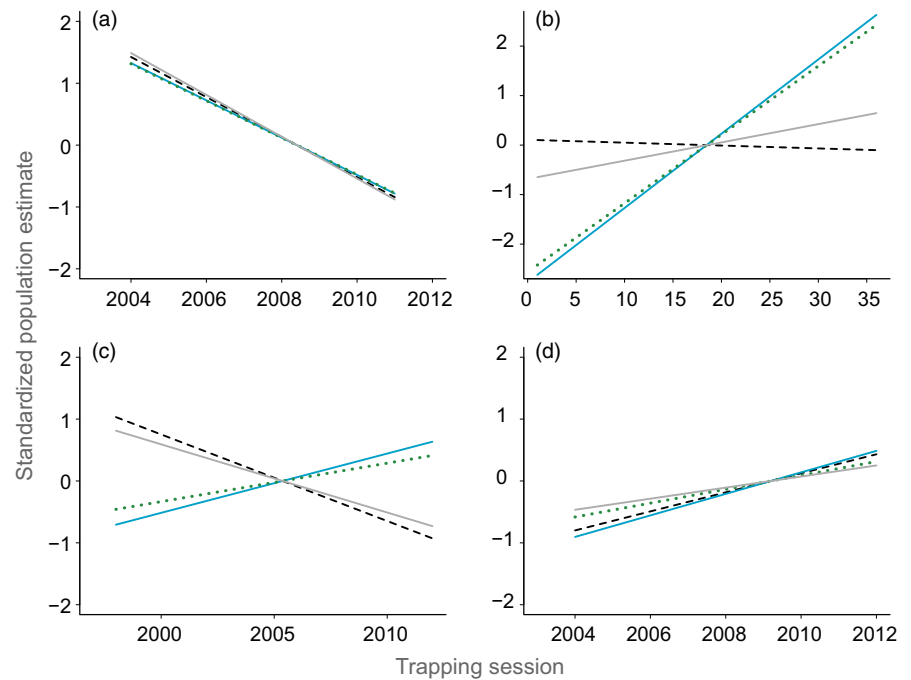 (a)
2
1
0
−1
−2
2004 2006 2008 2010 2012
(b)
2
1
0
−1
−2
0 5 10 15 20 25 30 35
(c)
2
1
0
−1
−2
2000 2005 2010
(d)
2
1
0
−1
−2
2004 2006 2008 2010 2012
Standardized population estimate
Trapping session